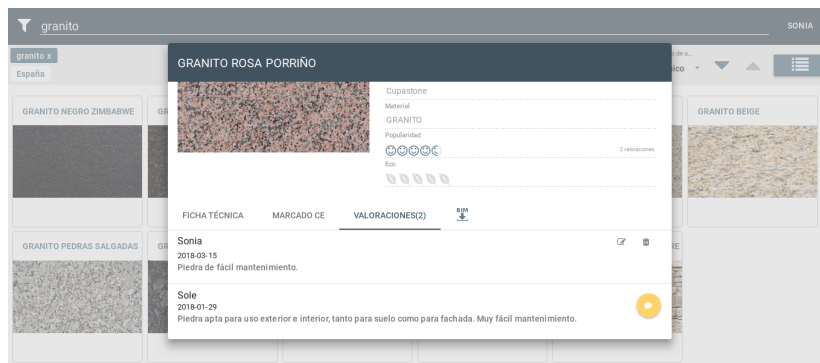 granito
SONIA
granito x
España
GRANITO ROSA PORRIÑO
Cupastone
Material
GRANITO
Popularidad
2 valoraciones
Eco
FICHA TÉCNICA
MARCADO CE
VALORACIONES(2)
BIM
Sonia
2018-03-15
Piedra de fácil mantenimiento.
Sole
2018-01-29
Piedra apta para uso exterior e interior, tanto para suelo como para fachada. Muy fácil mantenimiento.
GRANITO NEGRO ZIMBABWE
GRANITO BEIGE
GRANITO PEDRAS SALGADAS